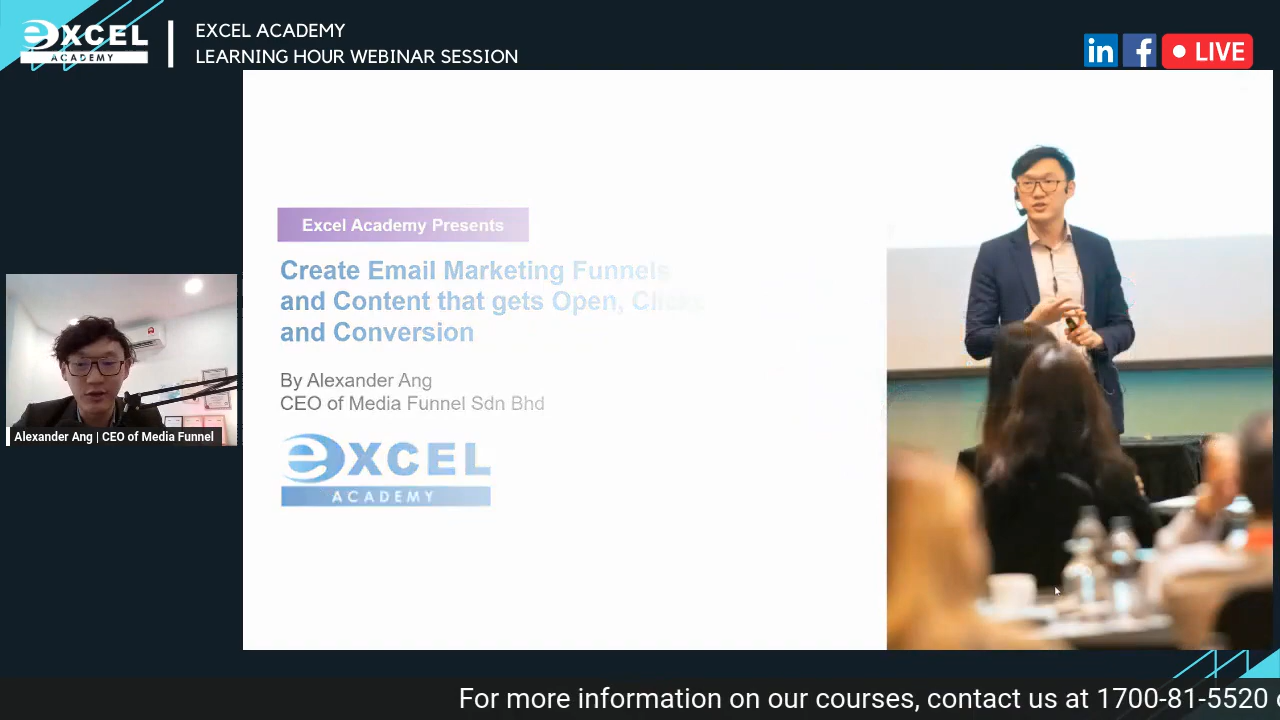 eXCEL
ACADEMY
EXCEL ACADEMY
LEARNING HOUR WEBINAR SESSION
in
f
LIVE
Excel Academy Presents
Create Email Marketing Funnels
and Content that gets Open, Clicks
and Conversion
By Alexander Ang
CEO of Media Funnel Sdn Bhd
eXCEL
ACADEMY
Alexander Ang | CEO of Media Funnel
For more information on our courses, contact us at 1700-81-5520